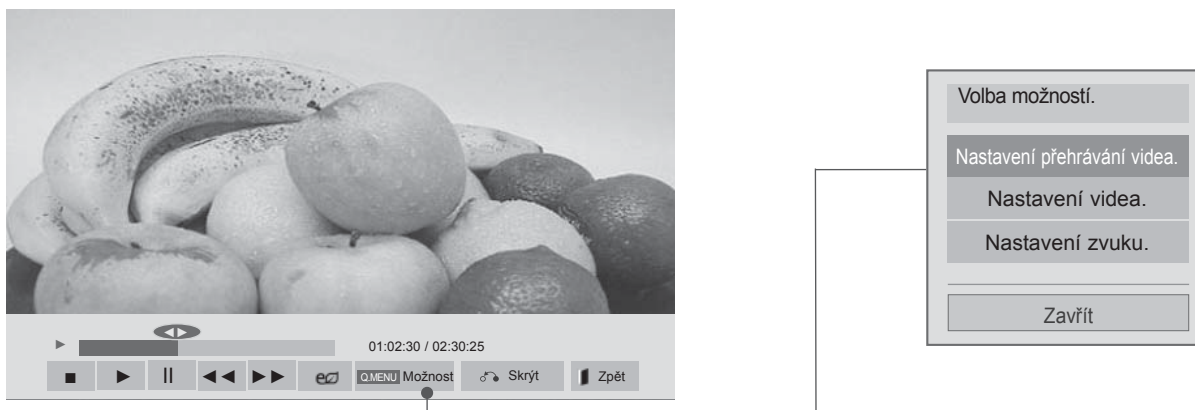 01:02:30 / 02:30:25
Q.MENU Možnost Skrýt Zpět
Volba možností.
Nastavení přehrávání videa.
Nastavení videa.
Nastavení zvuku.
Zavřít